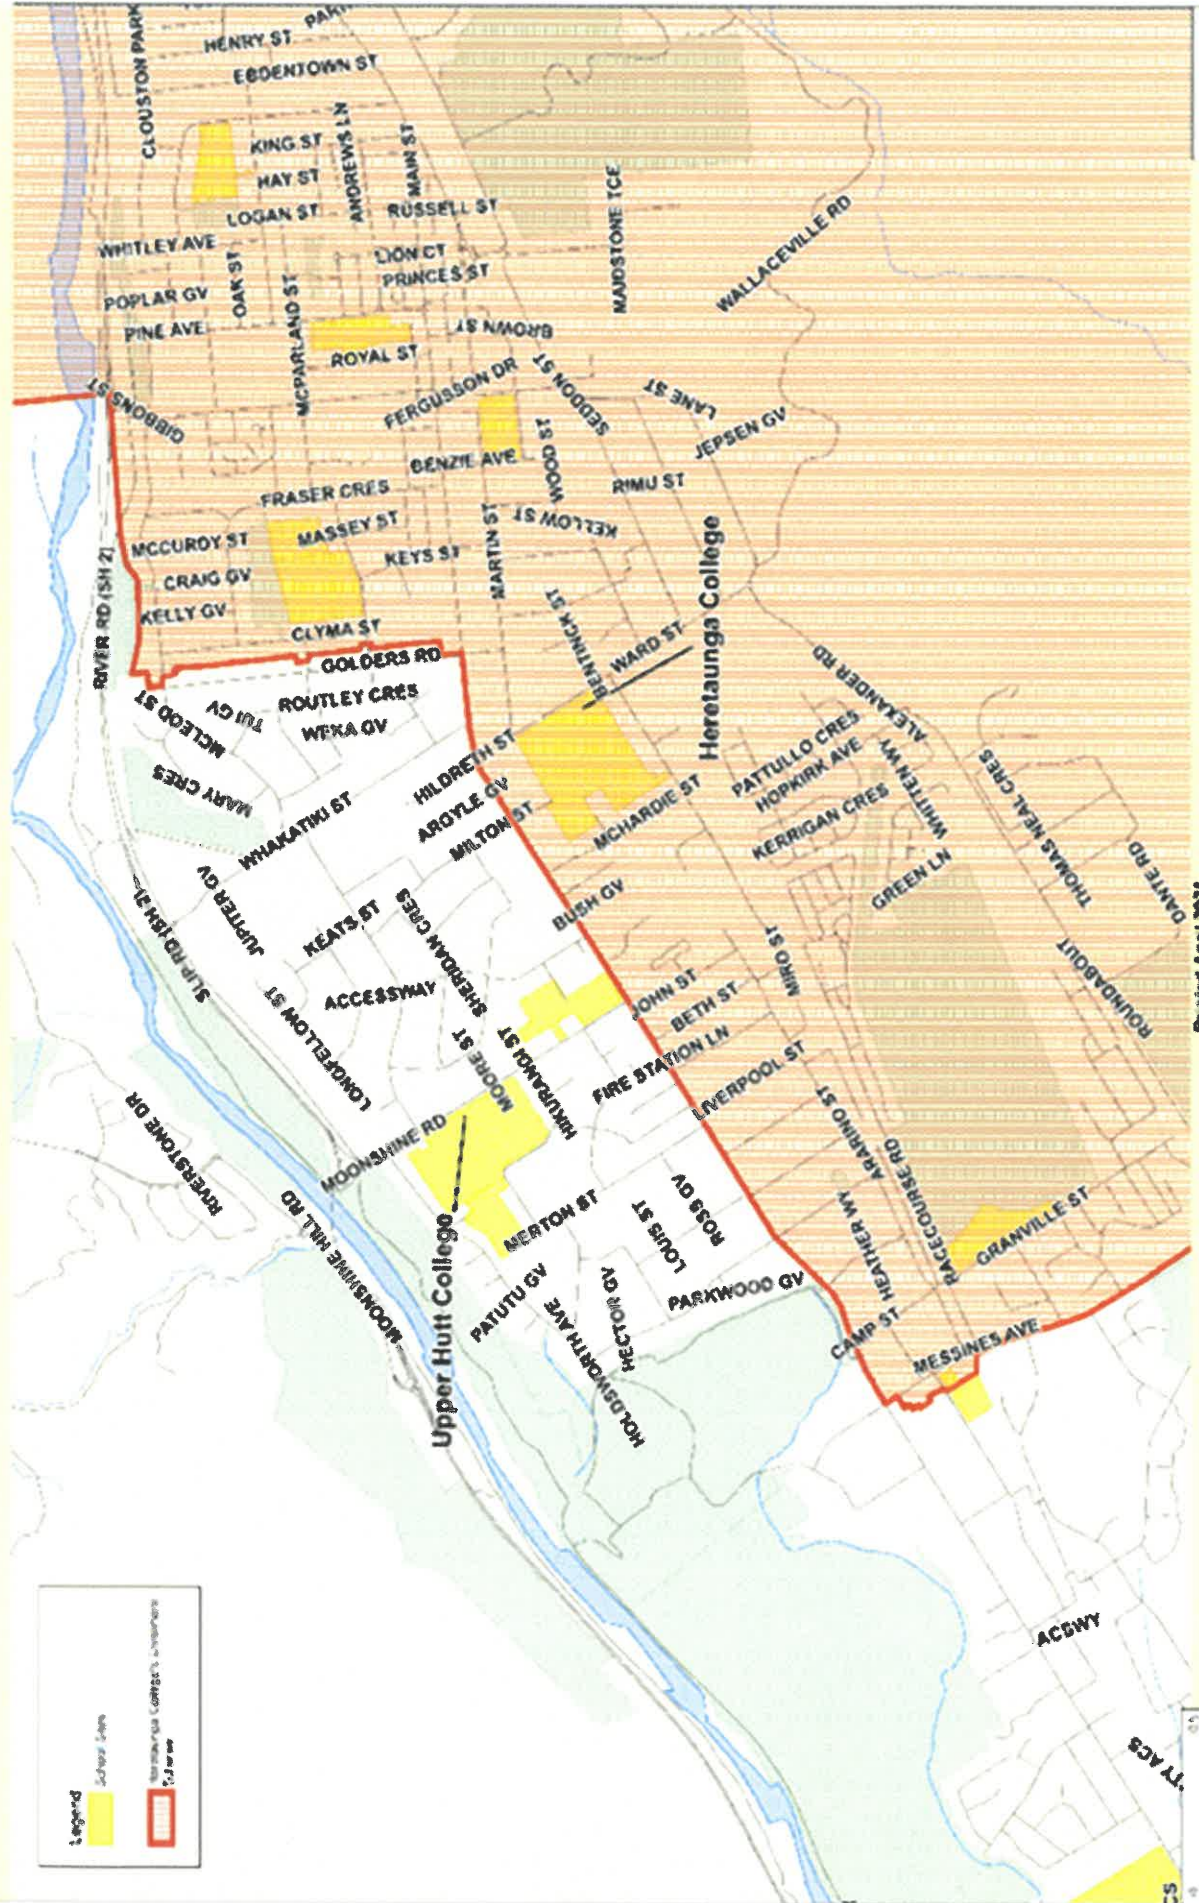 CLOUSTON PARK
HENRY ST
EBDENTOWN ST
KING ST
HAY ST
LOGAN ST
ANDREWS LN
MAIN ST
RUSSELL ST
WHITLEY AVE
OAK ST
LION CT
PRINCES ST
MAIDSTONE TCE
WALLACEVILLE RD
POPLAR GV
PINE AVE
MCPARLAND ST
ROYAL ST
BROWN ST
GIBBONS ST
FERGUSSON DR
SEDDON ST
LANE ST
JEPSEN GV
BENZIE AVE
WOOD ST
RIMU ST
FRASER CRES
KELLOW ST
MCCURDY ST
MASSEY ST
KEYS ST
MARTIN ST
CRAIG GV
KELLY GV
RIVER RD (SH 2)
CLYMA ST
GOLDERS RD
BENTINCK ST
WARD ST
Heretaunga College
MCLEOD ST
TUI GV
ROUTLEY CRES
WEKA GV
ALEXANDER RD
MARY CRES
HILDRETH ST
WHAKATIKI ST
ARGYLE GV
MILTON ST
MCHARDIE ST
PATTULLO CRES
HOPKIRK AVE
WHITTEN WY
KERRIGAN CRES
THOMAS NEAL CRES
GREEN LN
DANTE RD
JUPITER GV
SLIP RD (SH 2)
KEATS ST
SHERIDAN CRES
BUSH GV
MIRO ST
ROUNDABOUT
ACCESSWAY
LONGFELLOW ST
JOHN ST
BETH ST
MOORE ST
HIKURANGI ST
FIRE STATION LN
LIVERPOOL ST
RIVERSTONE DR
MOONSHINE RD
MOONSHINE HILL RD
ARARINO ST
RACECOURSE RD
HEATHER WY
GRANVILLE ST
MERTON ST
LOUIS ST
ROSS GV
Upper Hutt College
PATUTU GV
HOLDSWORTH AVE
HECTOR GV
PARKWOOD GV
CAMP ST
MESSINES AVE
ACSWY
Legend
School Sites